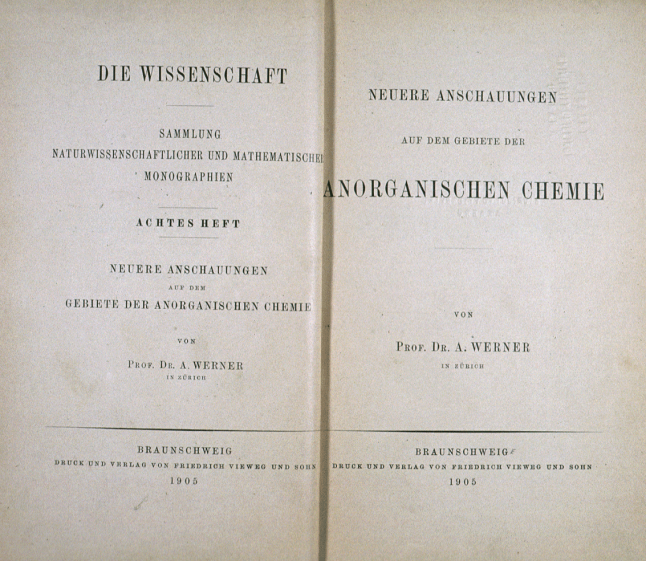 DIE WISSENSCHAFT
SAMMLUNG
NATURWISSENSCHAFTLICHER UND MATHEMATISCHE
MONOGRAPHIEN
ACHTES HEFT
NEUERE ANSCHAUUNGEN
AUF DEM
GEBIETE DER ANORGANISCHEN CHEMIE
VON
PROF. DR. A. WERNER
IN ZÜRICH
BRAUNSCHWEIG
DRUCK UND VERLAG VON FRIEDRICH VIEWEG UND SOHN
1905
NEUERE ANSCHAUUNGEN
AUF DEM GEBIETE DER
ANORGANISCHEN CHEMIE
VON
PROF. DR. A. WERNER
IN ZÜRICH
BRAUNSCHWEIG
DRUCK UND VERLAG VON FRIEDRICH VIEWEG UND SOHN
1905